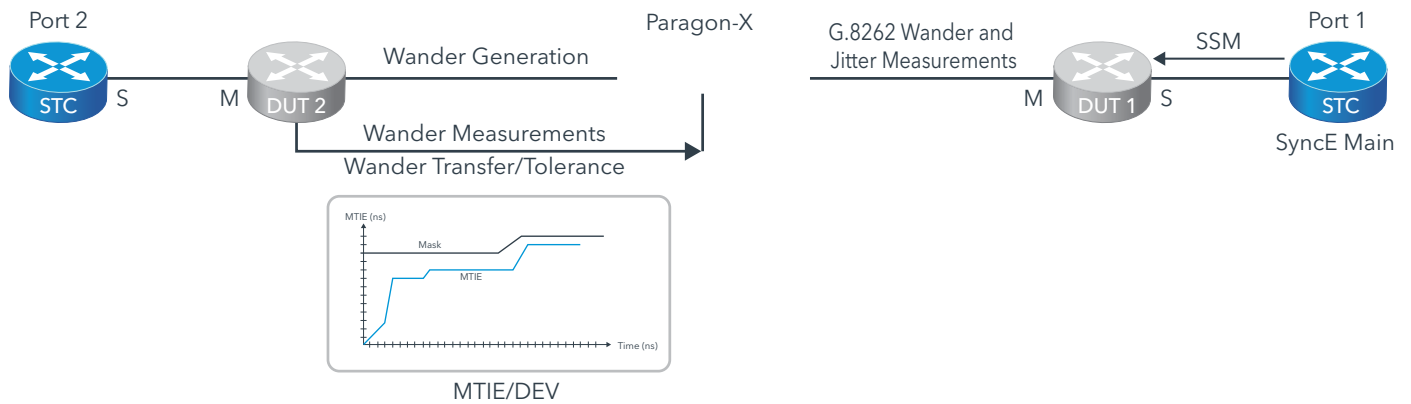 Port 2
Paragon-X
Port 1
G.8262 Wander and
Jitter Measurements
SSM
Wander Generation
STC
S
M
DUT 2
M
DUT 1
S
STC
SyncE Main
Wander Measurements
Wander Transfer/Tolerance
MTIE (ns)
Mask
MTIE
Time (ns)
MTIE/DEV